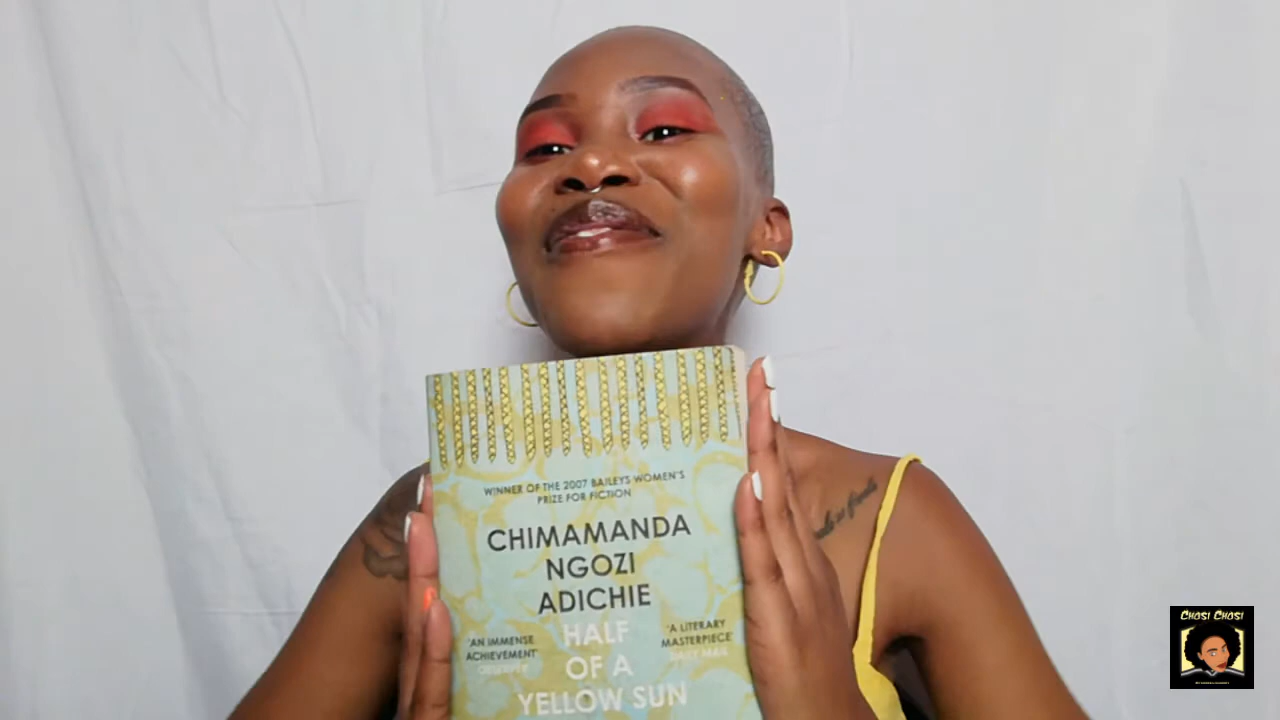 WINNER OF THE 2007 BAILEYS WOMEN'S
PRIZE FOR FICTION
CHIMAMANDA
NGOZI
ADICHIE
'AN IMMENSE
ACHIEVEMENT'
'A LITERARY
MASTERPIECE'
DAILY MAIL
HALF
OF A
YELLOW SUN
CHOSI CHOSI